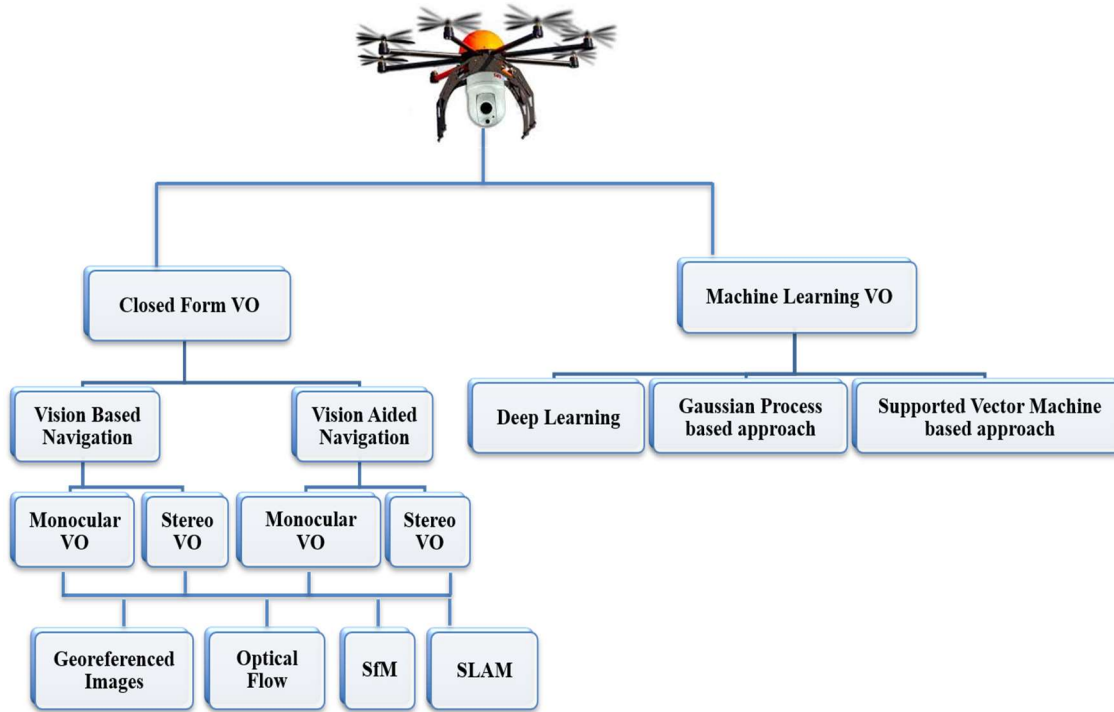 Closed Form VO
Machine Learning VO
Vision Based
Navigation
Vision Aided
Navigation
Deep Learning
Gaussian Process
based approach
Supported Vector Machine
based approach
Monocular
VO
Stereo
VO
Monocular
VO
Stereo
VO
Georeferenced
Images
Optical
Flow
SfM
SLAM